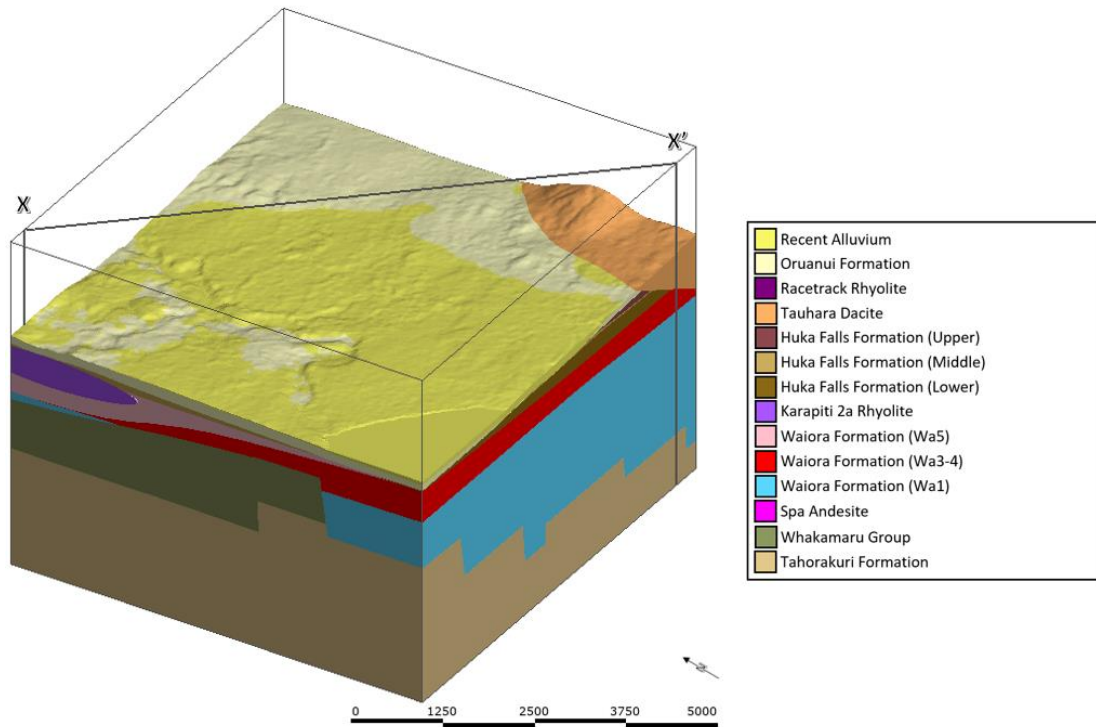 X
X'
Recent Alluvium
Oruanui Formation
Racetrack Rhyolite
Tauhara Dacite
Huka Falls Formation (Upper)
Huka Falls Formation (Middle)
Huka Falls Formation (Lower)
Karapiti 2a Rhyolite
Waiora Formation (Wa5)
Waiora Formation (Wa3-4)
Waiora Formation (Wa1)
Spa Andesite
Whakamaru Group
Tahorakuri Formation
N
0 1250 2500 3750 5000